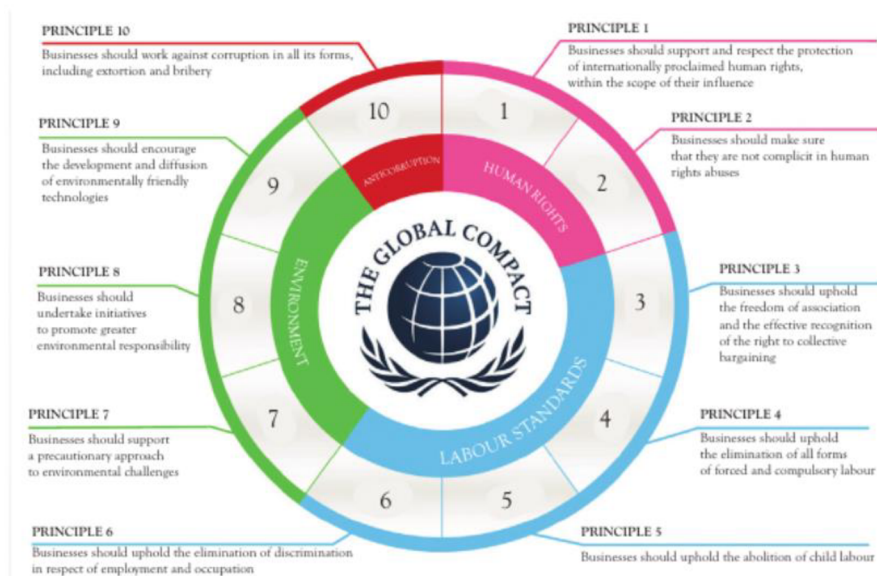 PRINCIPLE 10
Businesses should work against corruption in all its forms,
including extortion and bribery
PRINCIPLE 1
Businesses should support and respect the protection
of internationally proclaimed human rights,
within the scope of their influence
PRINCIPLE 9
Businesses should encourage
the development and diffusion
of environmentally friendly
technologies
PRINCIPLE 2
Businesses should make sure
that they are not complicit in human
rights abuses
PRINCIPLE 8
Businesses should
undertake initiatives
to promote greater
environmental responsibility
PRINCIPLE 3
Businesses should uphold
the freedom of association
and the effective recognition
of the right to collective
bargaining
PRINCIPLE 7
Businesses should support
a precautionary approach
to environmental challenges
PRINCIPLE 4
Businesses should uphold
the elimination of all forms
of forced and compulsory labour
PRINCIPLE 6
Businesses should uphold the elimination of discrimination
in respect of employment and occupation
PRINCIPLE 5
Businesses should uphold the abolition of child labour
10
1
9
2
8
3
7
4
6
5
ANTICORRUPTION
HUMAN RIGHTS
ENVIRONMENT
LABOUR STANDARDS
THE GLOBAL COMPACT